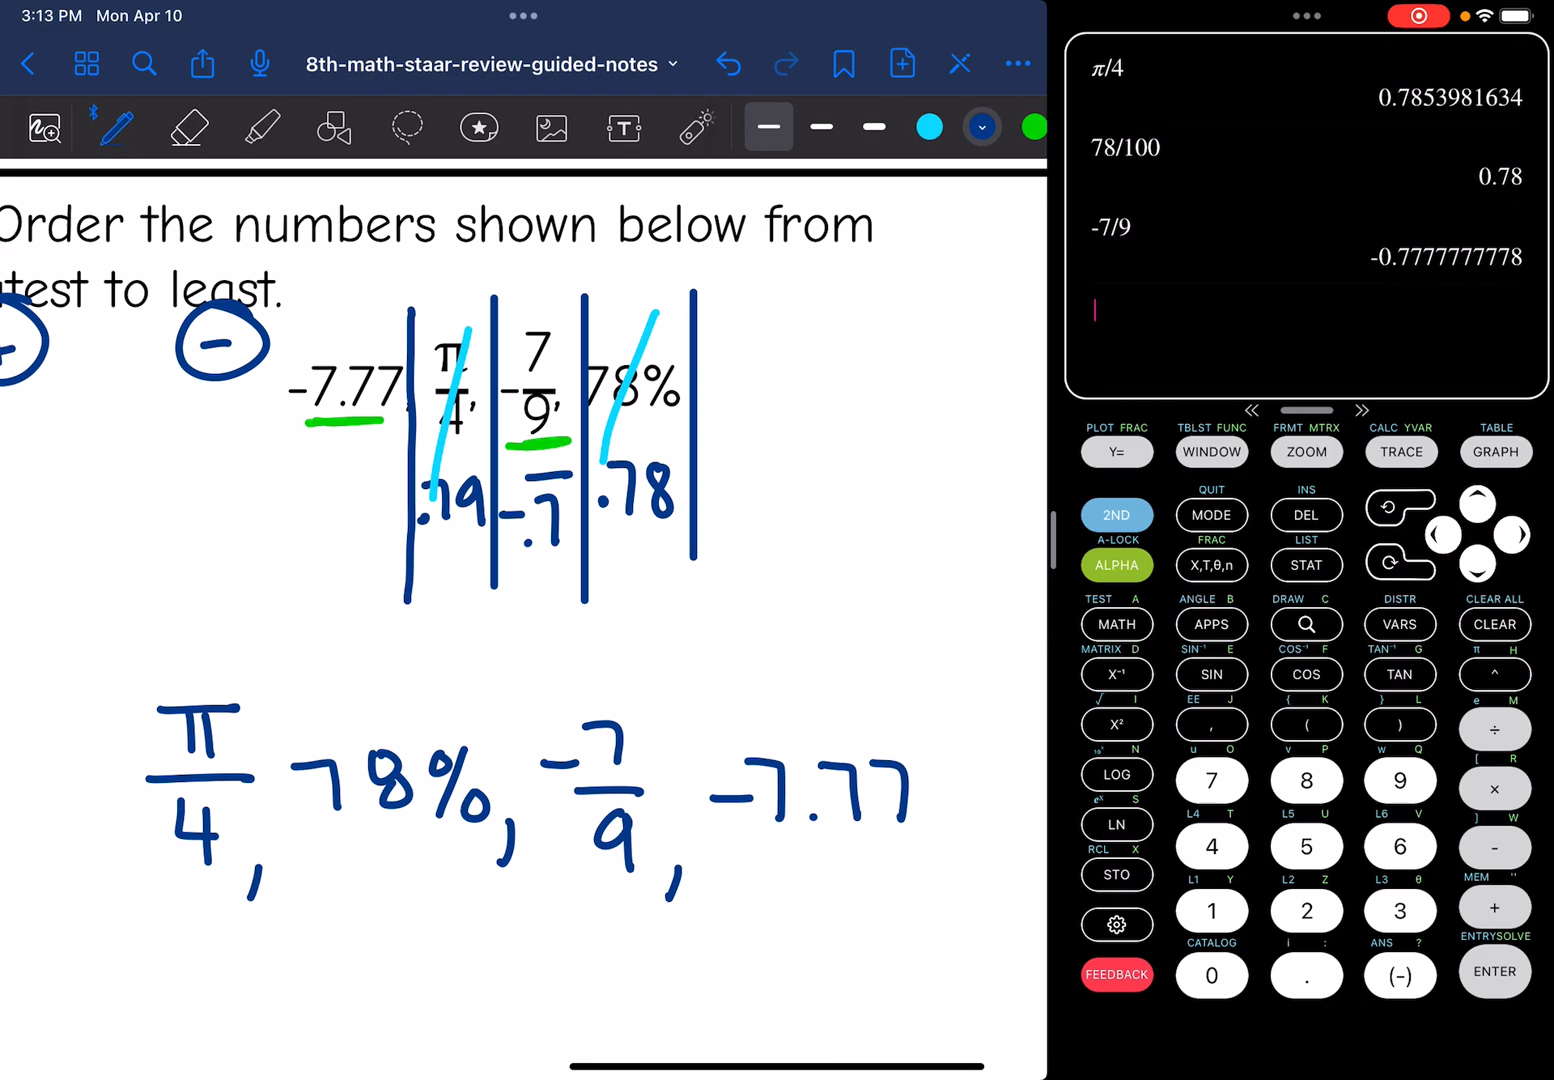 3:13 PM Mon Apr 10
8th-math-staar-review-guided-notes
Order the numbers shown below from
atest to least.
−
-7.77, π/4, -7/9, 78%
.79 -.7̅ .78
π/4, 78%, -7/9, -7.77
π/4
0.7853981634
78/100
0.78
-7/9
-0.7777777778
PLOT FRAC TBLST FUNC FRMT MTRX CALC YVAR TABLE
Y= WINDOW ZOOM TRACE GRAPH
QUIT INS
2ND MODE DEL
A-LOCK FRAC LIST
ALPHA X,T,θ,n STAT
TEST A ANGLE B DRAW C DISTR CLEAR ALL
MATH APPS VARS CLEAR
MATRIX D SIN⁻¹ E COS⁻¹ F TAN⁻¹ G π H
X⁻¹ SIN COS TAN ^
√ I EE J { K } L e M
X² , ( ) ÷
10ˣ N u O v P w Q [ R
LOG 7 8 9 ×
eˣ S L4 T L5 U L6 V ] W
LN 4 5 6 -
RCL X L1 Y L2 Z L3 θ MEM "
STO 1 2 3 +
CATALOG i : ANS ? ENTRY SOLVE
FEEDBACK 0 . (-) ENTER